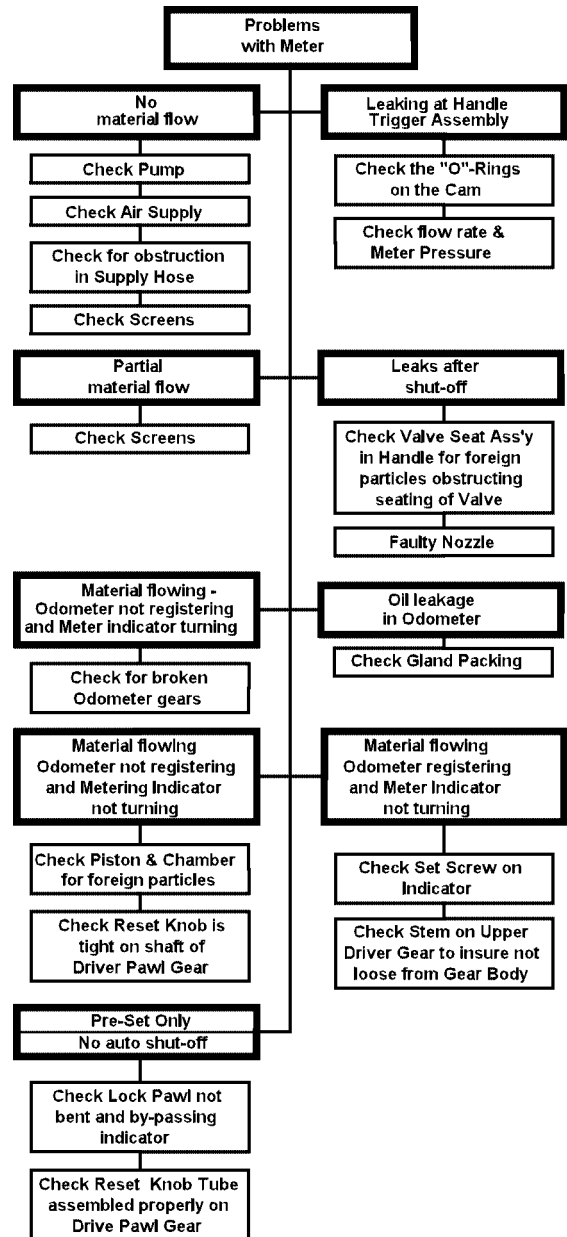 Problems
with Meter
No
material flow
Check Pump
Check Air Supply
Check for obstruction
in Supply Hose
Check Screens
Leaking at Handle
Trigger Assembly
Check the "O"-Rings
on the Cam
Check flow rate &
Meter Pressure
Partial
material flow
Check Screens
Leaks after
shut-off
Check Valve Seat Ass'y
in Handle for foreign
particles obstructing
seating of Valve
Faulty Nozzle
Material flowing -
Odometer not registering
and Meter indicator turning
Check for broken
Odometer gears
Oil leakage
in Odometer
Check Gland Packing
Material flowing
Odometer not registering
and Metering Indicator
not turning
Check Piston & Chamber
for foreign particles
Check Reset Knob is
tight on shaft of
Driver Pawl Gear
Material flowing
Odometer registering
and Meter Indicator
not turning
Check Set Screw on
Indicator
Check Stem on Upper
Driver Gear to insure not
loose from Gear Body
Pre-Set Only
No auto shut-off
Check Lock Pawl not
bent and by-passing
indicator
Check Reset Knob Tube
assembled properly on
Drive Pawl Gear